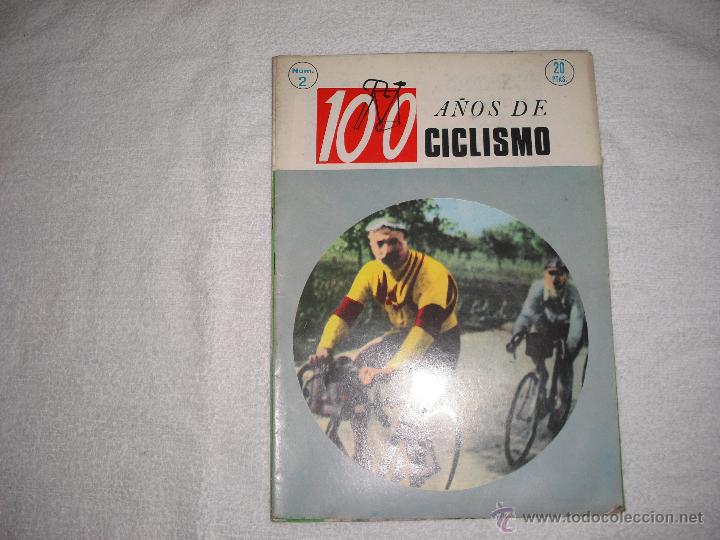 Núm.
2
20
PTAS.
100
AÑOS DE
CICLISMO
© www.todocoleccion.net